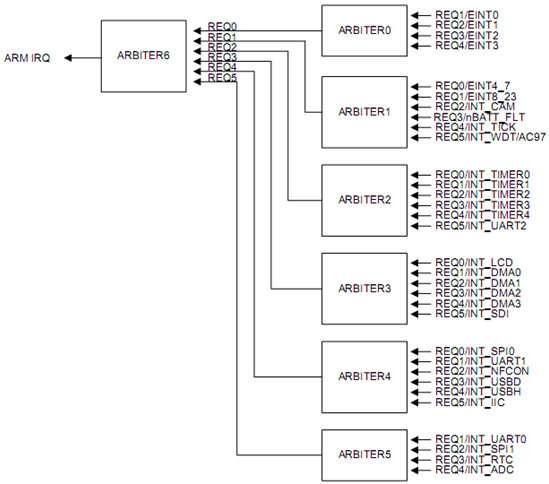 ARM IRQ
ARBITER6
REQ0
REQ1
REQ2
REQ3
REQ4
REQ5
ARBITER0
REQ1/EINT0
REQ2/EINT1
REQ3/EINT2
REQ4/EINT3
ARBITER1
REQ0/EINT4_7
REQ1/EINT8_23
REQ2/INT_CAM
REQ3/nBATT_FLT
REQ4/INT_TICK
REQ5/INT_WDT/AC97
ARBITER2
REQ0/INT_TIMER0
REQ1/INT_TIMER1
REQ2/INT_TIMER2
REQ3/INT_TIMER3
REQ4/INT_TIMER4
REQ5/INT_UART2
ARBITER3
REQ0/INT_LCD
REQ1/INT_DMA0
REQ2/INT_DMA1
REQ3/INT_DMA2
REQ4/INT_DMA3
REQ5/INT_SDI
ARBITER4
REQ0/INT_SPI0
REQ1/INT_UART1
REQ2/INT_NFCON
REQ3/INT_USBD
REQ4/INT_USBH
REQ5/INT_IIC
ARBITER5
REQ1/INT_UART0
REQ2/INT_SPI1
REQ3/INT_RTC
REQ4/INT_ADC